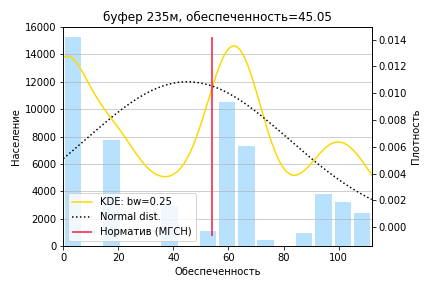 буфер 235м, обеспеченность=45.05
16000
14000
12000
10000
8000
6000
4000
2000
0
Население
0.014
0.012
0.010
0.008
0.006
0.004
0.002
0.000
Плотность
KDE: bw=0.25
Normal dist.
Норматив (МГСН)
0 20 40 60 80 100
Обеспеченность